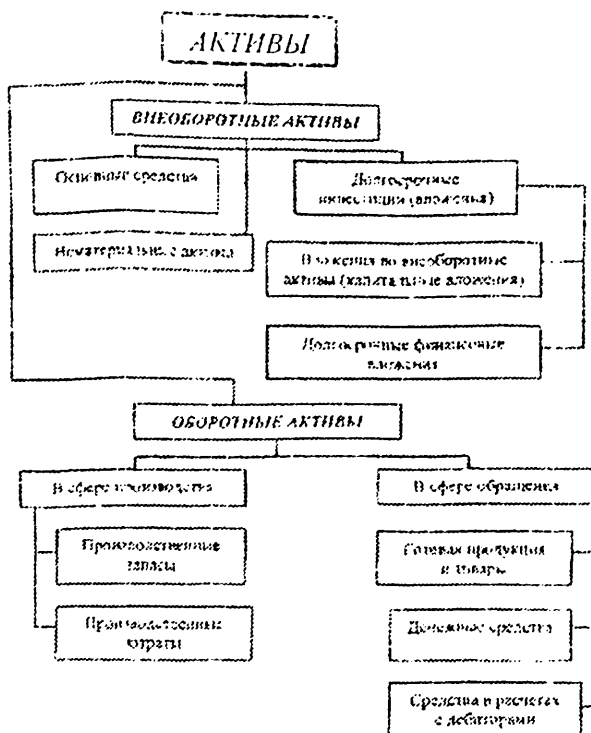 АКТИВЫ
ВНЕОБОРОТНЫЕ АКТИВЫ
Основные средства
Долгосрочные
инвестиции (вложения)
Нематериальные активы
Вложения во внеоборотные
активы (капитальные вложения)
Долгосрочные финансовые
вложения
ОБОРОТНЫЕ АКТИВЫ
В сфере производства
В сфере обращения
Производственные
запасы
Готовая продукция
и товары
Производственные
затраты
Денежные средства
Средства в расчетах
с дебиторами